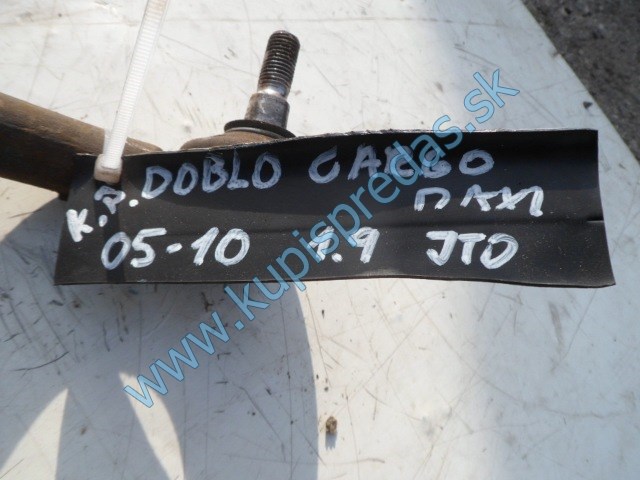 K.P. DOBLO CARGO
MAXI
05-10 1.9 JTD
www.kupispredas.sk